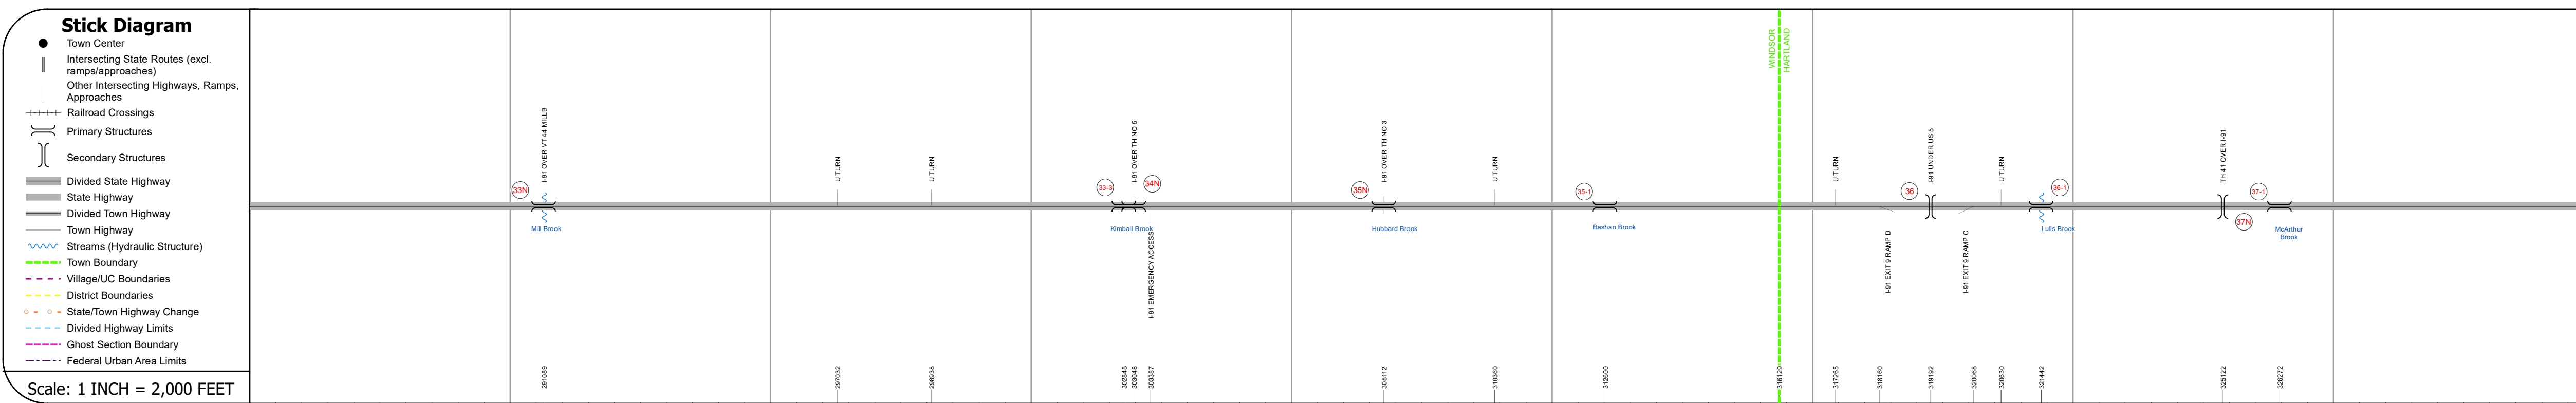 Stick Diagram
Town Center
Intersecting State Routes (excl.
ramps/approaches)
Other Intersecting Highways, Ramps,
Approaches
Railroad Crossings
Primary Structures
Secondary Structures
Divided State Highway
State Highway
Divided Town Highway
Town Highway
Streams (Hydraulic Structure)
Town Boundary
Village/UC Boundaries
District Boundaries
State/Town Highway Change
Divided Highway Limits
Ghost Section Boundary
Federal Urban Area Limits
Scale: 1 INCH = 2,000 FEET
33N
I-91 OVER VT 44 MILLB
Mill Brook
291089
U TURN
297032
U TURN
298938
33-3
I-91 OVER TH NO 5
34N
Kimball Brook
I-91 EMERGENCY ACCESS
302845
303048
303387
35N
I-91 OVER TH NO 3
Hubbard Brook
308112
U TURN
310360
35-1
Bashan Brook
312600
WINDSOR
HARTLAND
316129
U TURN
317265
I-91 EXIT 9 RAMP D
318160
36
I-91 UNDER US 5
319192
I-91 EXIT 9 RAMP C
320068
U TURN
320630
36-1
Lulls Brook
321442
TH 41 OVER I-91
37N
325122
37-1
McArthur
Brook
326272